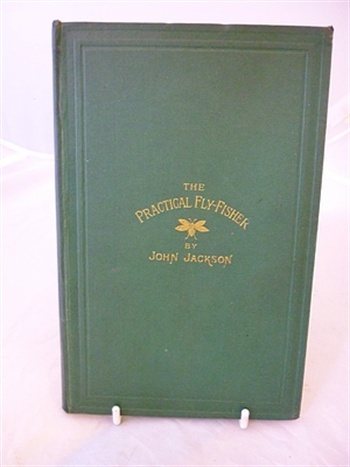 THE
PRACTICAL FLY-FISHER
BY
JOHN JACKSON